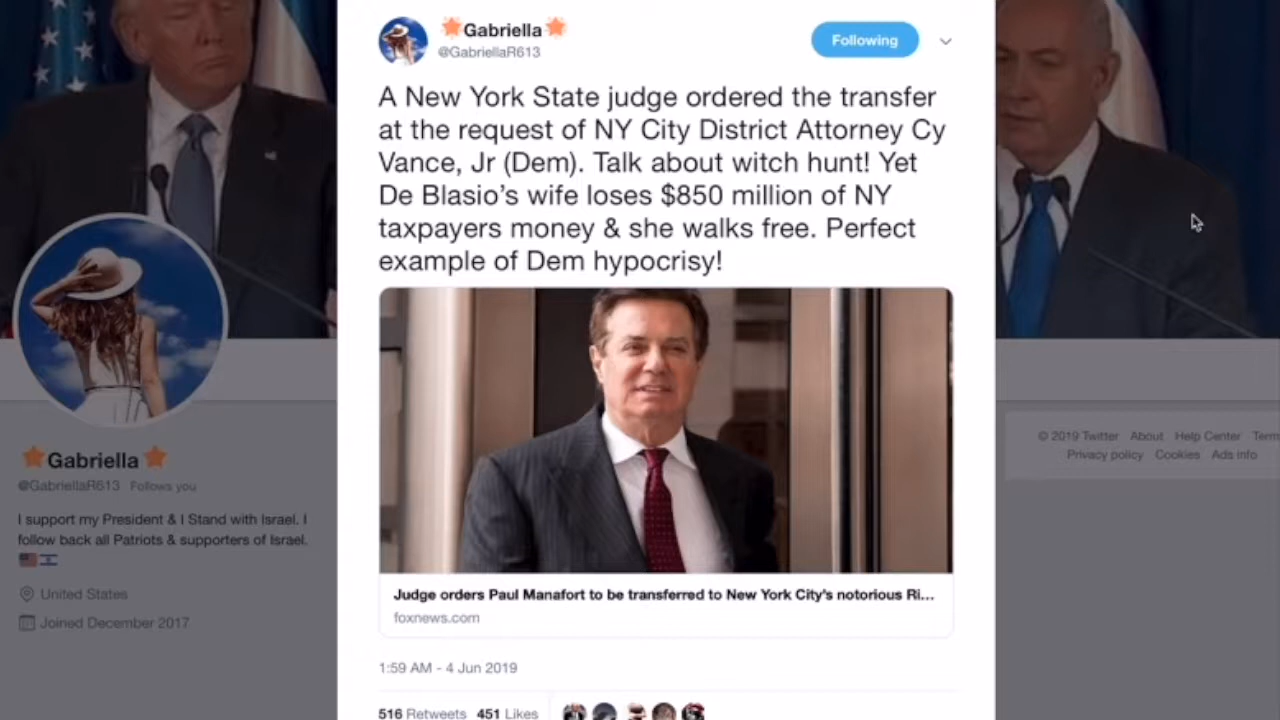 Gabriella
@GabriellaR613
Following
A New York State judge ordered the transfer
at the request of NY City District Attorney Cy
Vance, Jr (Dem). Talk about witch hunt! Yet
De Blasio’s wife loses $850 million of NY
taxpayers money & she walks free. Perfect
example of Dem hypocrisy!
Judge orders Paul Manafort to be transferred to New York City's notorious Ri...
foxnews.com
1:59 AM - 4 Jun 2019
516 Retweets 451 Likes
Gabriella
@GabriellaR613 Follows you
I support my President & I Stand with Israel. I
follow back all Patriots & supporters of Israel.
United States
Joined December 2017
© 2019 Twitter About Help Center Term
Privacy policy Cookies Ads info